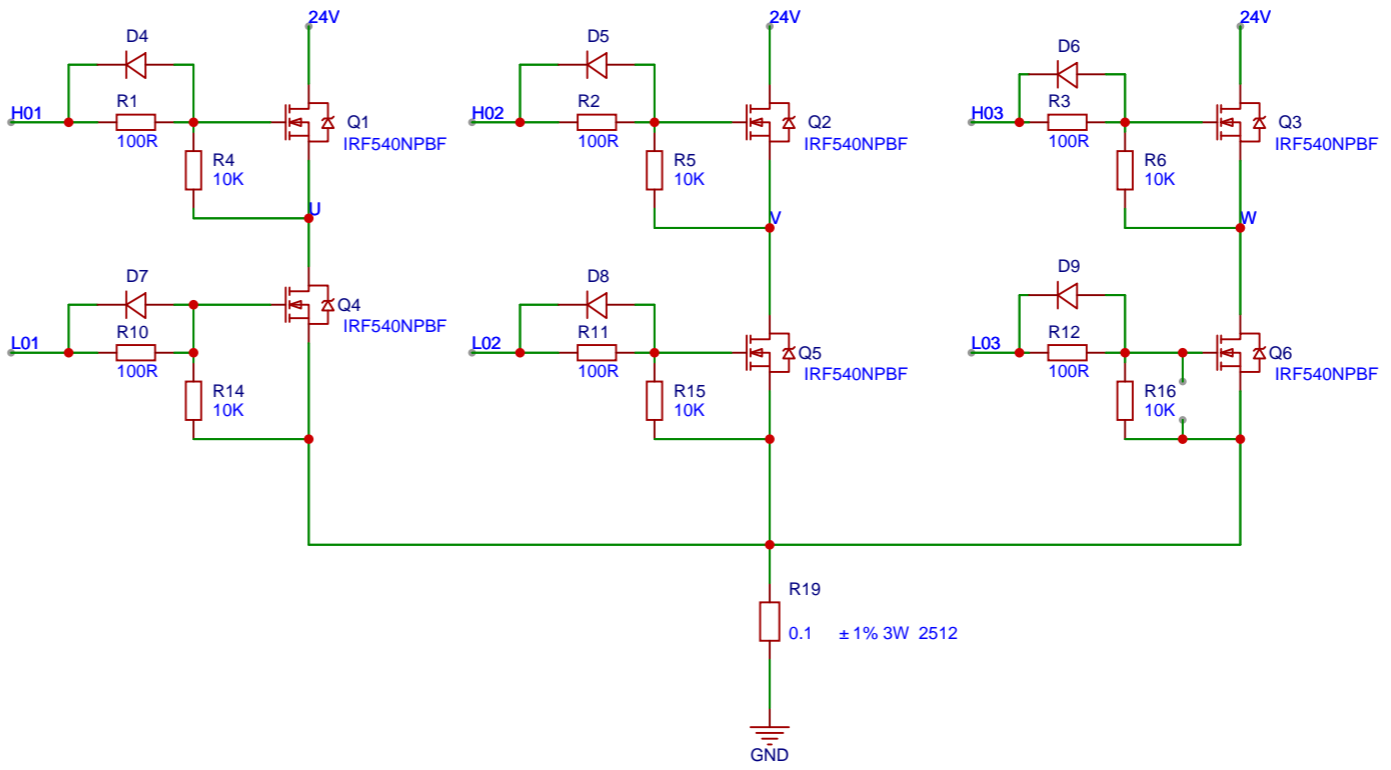 24V
24V
24V
D4
D5
D6
H01
R1
100R
H02
R2
100R
H03
R3
100R
Q1
IRF540NPBF
Q2
IRF540NPBF
Q3
IRF540NPBF
R4
10K
R5
10K
R6
10K
U
V
W
D7
D8
D9
L01
R10
100R
L02
R11
100R
L03
R12
100R
Q4
IRF540NPBF
Q5
IRF540NPBF
Q6
IRF540NPBF
R14
10K
R15
10K
R16
10K
R19
0.1 ±1% 3W 2512
GND